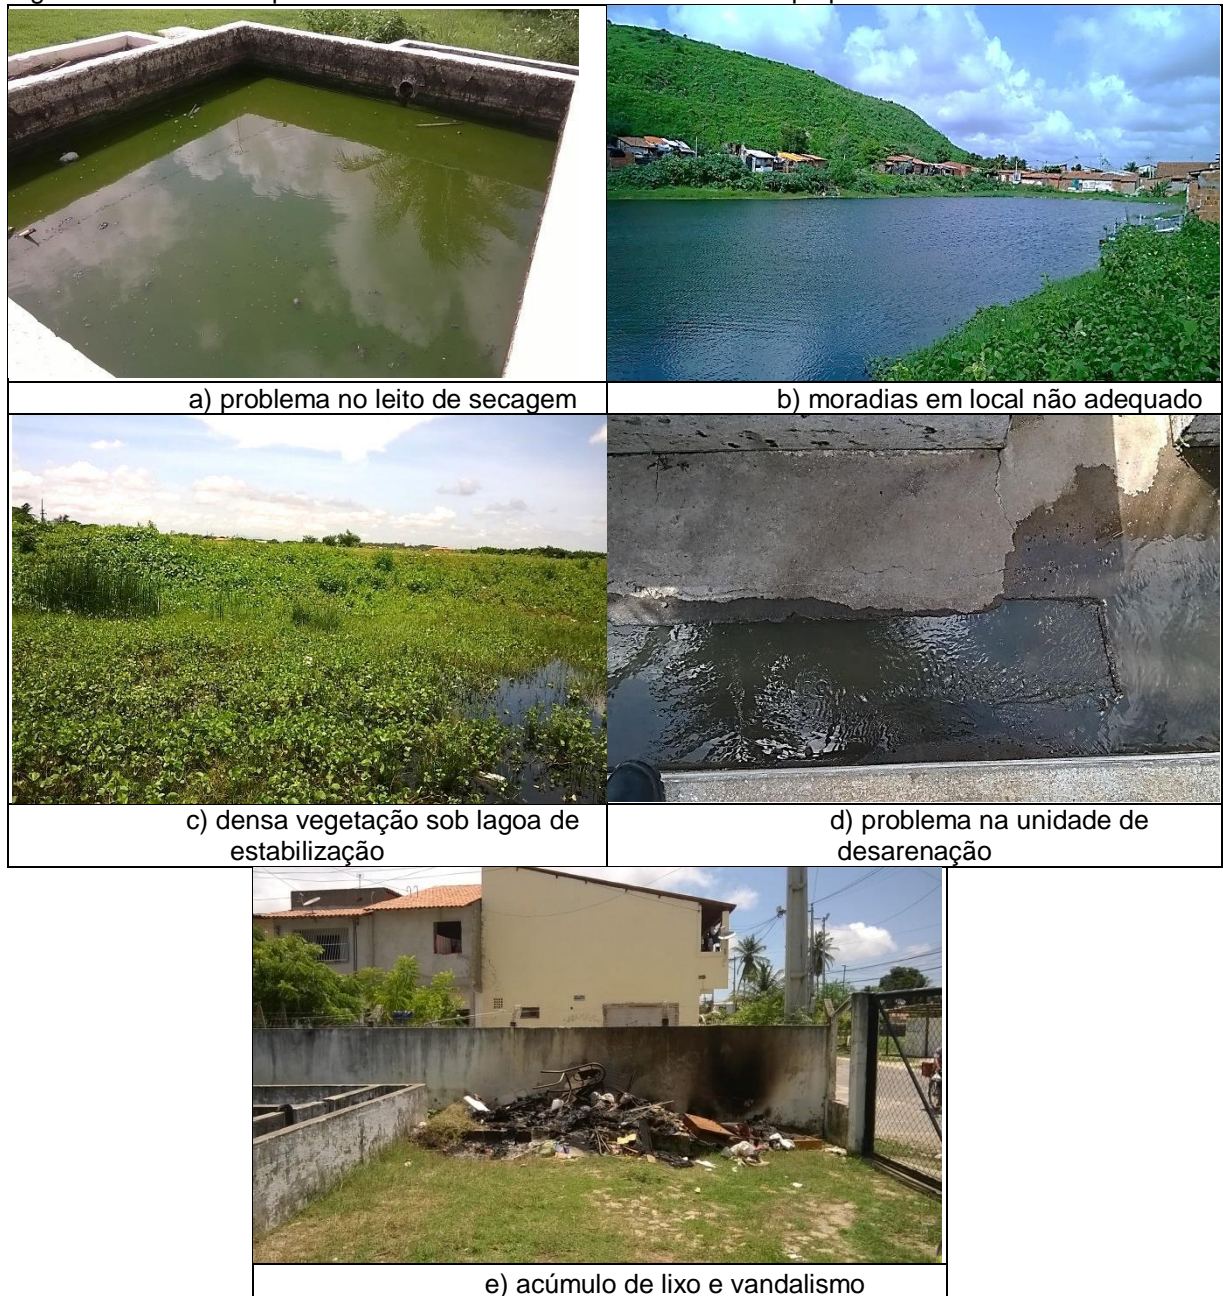 a) problema no leito de secagem
b) moradias em local não adequado
c) densa vegetação sob lagoa de
estabilização
d) problema na unidade de
desarenação
e) acúmulo de lixo e vandalismo